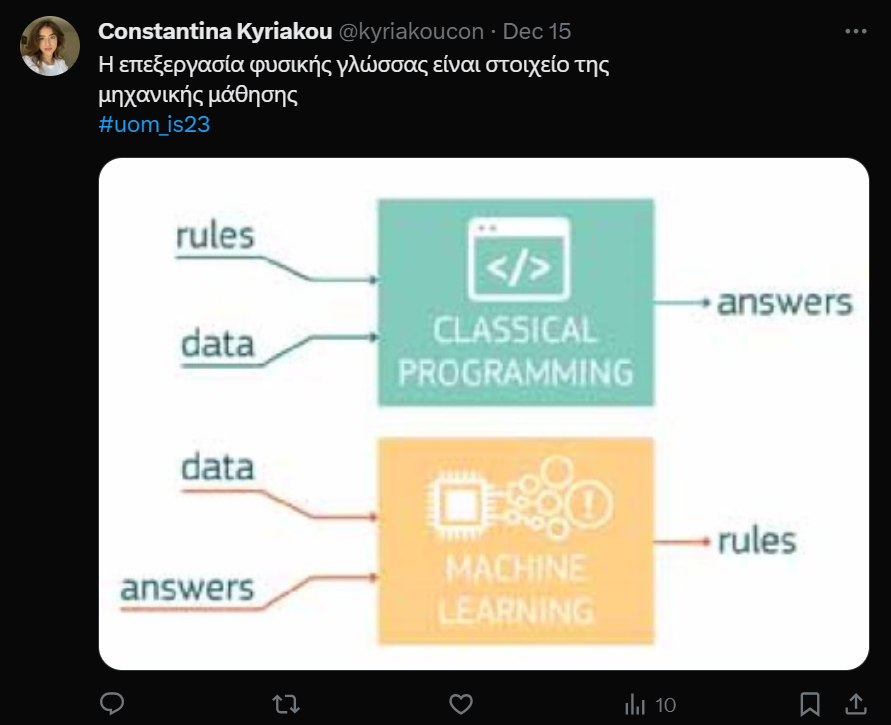 Constantina Kyriakou @kyriakoucon · Dec 15
Η επεξεργασία φυσικής γλώσσας είναι στοιχείο της
μηχανικής μάθησης
#uom_is23
rules
data
</>
CLASSICAL
PROGRAMMING
answers
data
answers
!
MACHINE
LEARNING
rules
10